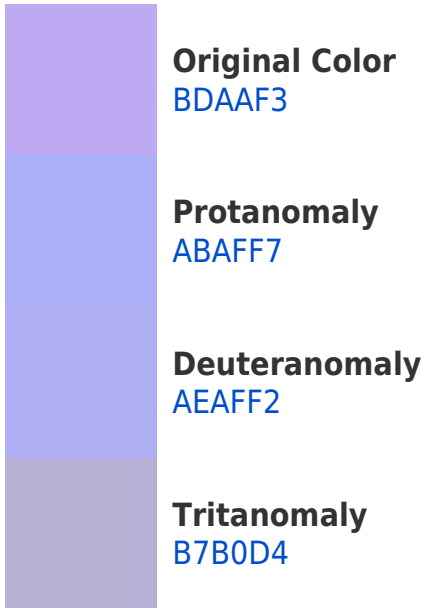 Original Color
BDAAF3
Protanomaly
ABAFF7
Deuteranomaly
AEAFF2
Tritanomaly
B7B0D4